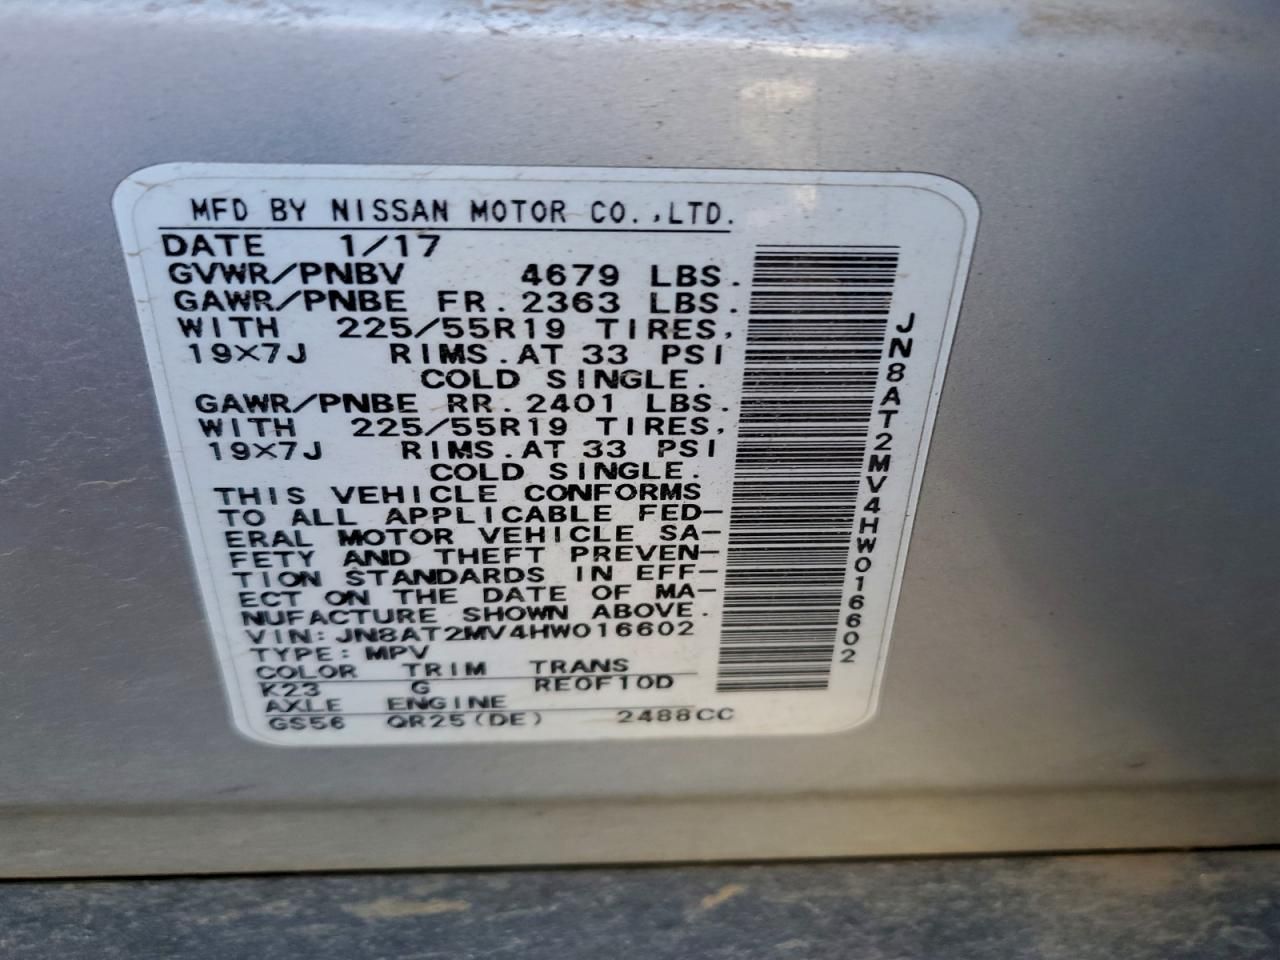 MFD BY NISSAN MOTOR CO.,LTD.
DATE 1/17
GVWR/PNBV 4679 LBS.
GAWR/PNBE FR. 2363 LBS.
WITH 225/55R19 TIRES,
19×7J RIMS.AT 33 PSI
COLD SINGLE.
GAWR/PNBE RR. 2401 LBS.
WITH 225/55R19 TIRES,
19×7J RIMS.AT 33 PSI
COLD SINGLE.
THIS VEHICLE CONFORMS
TO ALL APPLICABLE FED-
ERAL MOTOR VEHICLE SA-
FETY AND THEFT PREVEN-
TION STANDARDS IN EFF-
ECT ON THE DATE OF MA-
NUFACTURE SHOWN ABOVE.
VIN: JN8AT2MV4HW016602
TYPE: MPV
COLOR TRIM TRANS
K23 G RE0F10D
AXLE ENGINE
GS56 QR25(DE) 2488CC
JN8AT2MV4HW016602